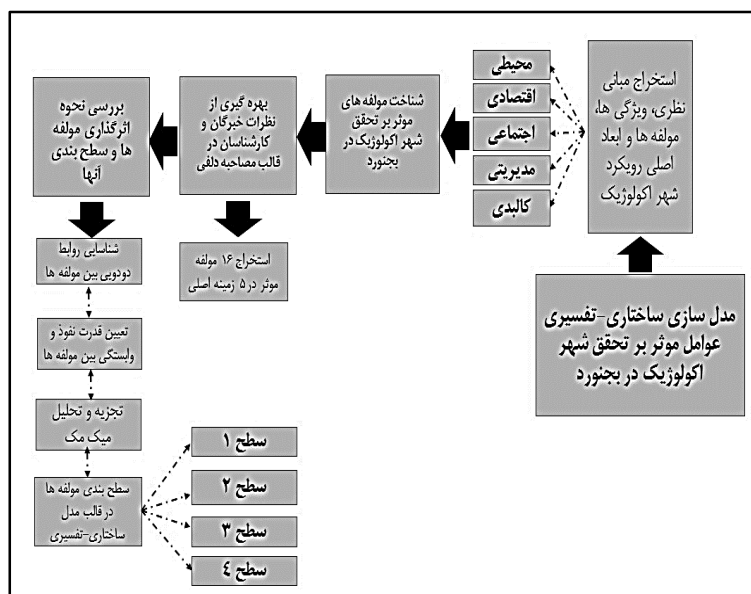 مدل سازی ساختاری-تفسیری
عوامل موثر بر تحقق شهر
اکولوژیک در بجنورد
استخراج مبانی
نظری، ویژگی ها،
مولفه ها و ابعاد
اصلی رویکرد
شهر اکولوژیک
محیطی
اقتصادی
اجتماعی
مدیریتی
کالبدی
شناخت مولفه های
موثر بر تحقق
شهر اکولوژیک در
بجنورد
بهره گیری از
نظرات خبرگان و
کارشناسان در
قالب مصاحبه دلفی
استخراج ۱۶ مولفه
موثر در ۵ زمینه اصلی
بررسی نحوه
اثرگذاری مولفه
ها و سطح بندی
آنها
شناسایی روابط
دودویی بین مولفه ها
تعیین قدرت نفوذ و
وابستگی بین مولفه ها
تجزیه و تحلیل
میک مک
سطح بندی مولفه ها
در قالب مدل
ساختاری-تفسیری
سطح ۱
سطح ۲
سطح ۳
سطح ٤